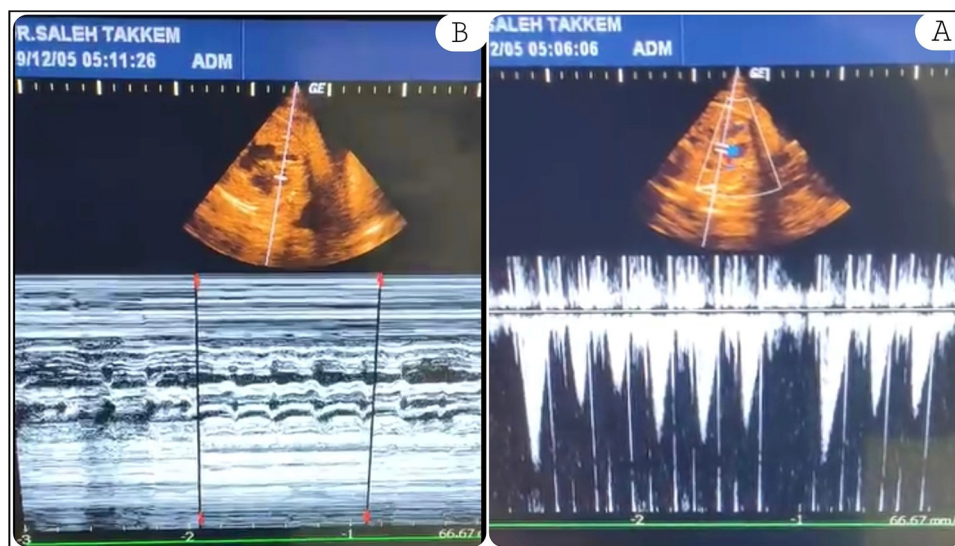 R.SALEH TAKKEM
9/12/05 05:11:26 ADM
B
GE
-3
-2
-1
66.67
SALEH TAKKEM
2/05 05:06:06 ADM
A
GE
-2
-1
66.67 mm/